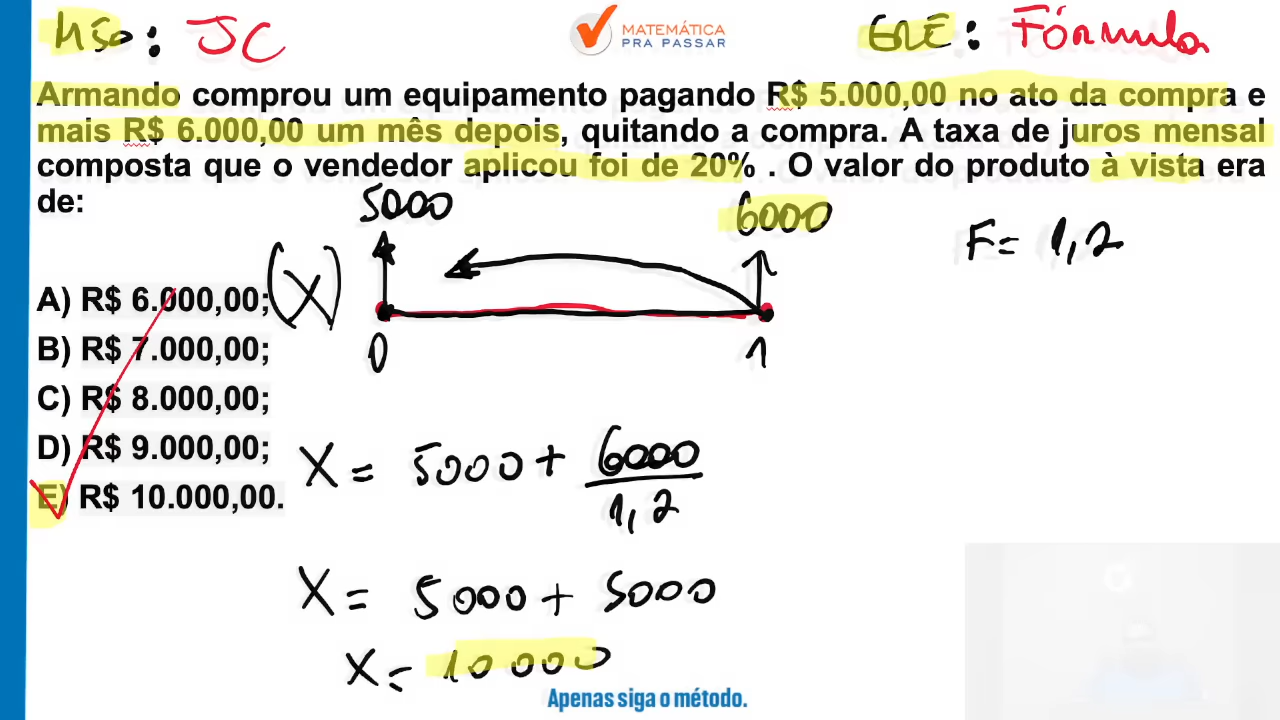 MSO: JC
MATEMÁTICA
PRA PASSAR
GRE: Fórmula
Armando comprou um equipamento pagando R$ 5.000,00 no ato da compra e
mais R$ 6.000,00 um mês depois, quitando a compra. A taxa de juros mensal
composta que o vendedor aplicou foi de 20% . O valor do produto à vista era
de:
5000
6000
F= 1,2
(X)
0
1
A) R$ 6.000,00;
B) R$ 7.000,00;
C) R$ 8.000,00;
D) R$ 9.000,00;
E) R$ 10.000,00.
X = 5000 + 6000
1,2
X = 5000 + 5000
X = 10 000
Apenas siga o método.